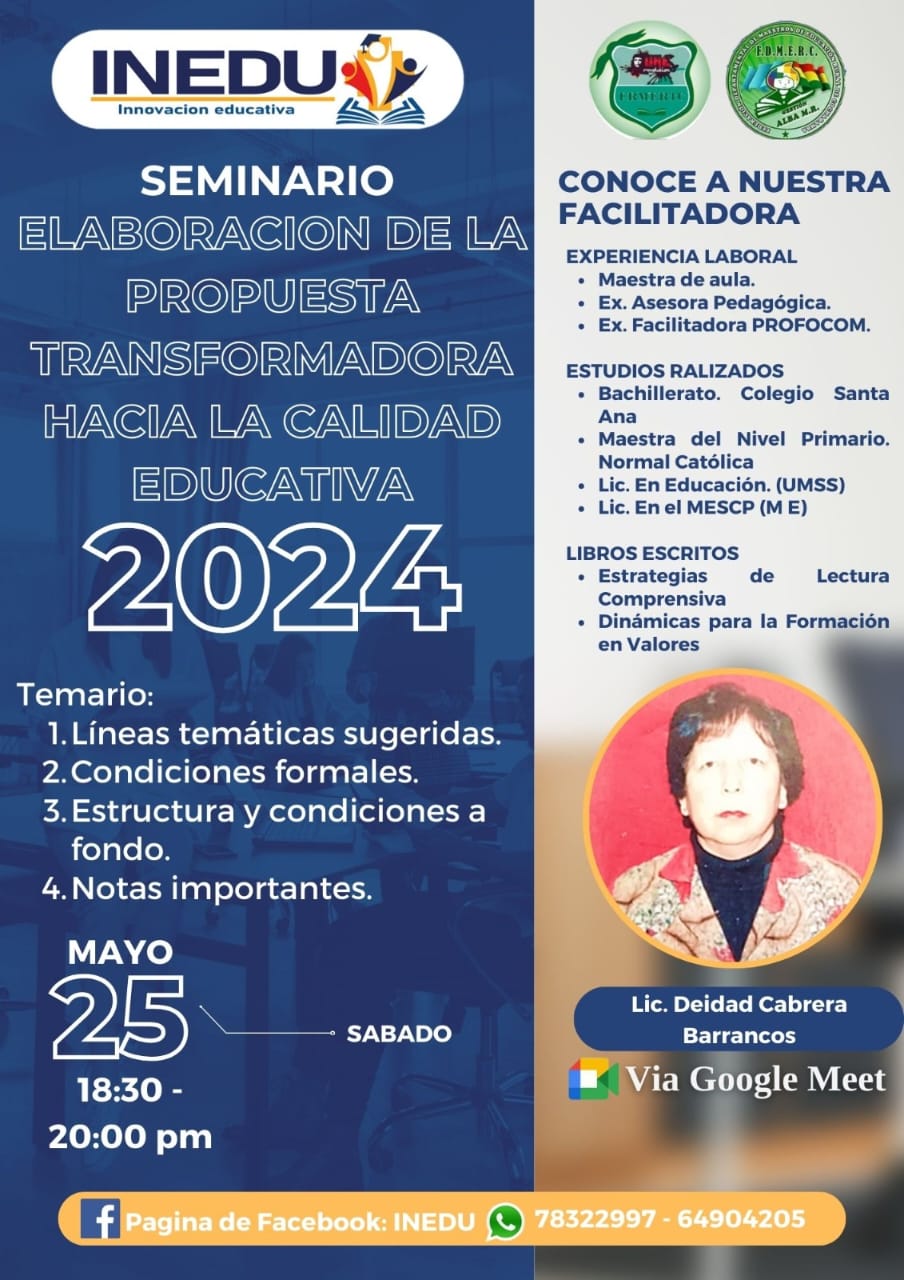 INEDU
Innovacion educativa
SEMINARIO
ELABORACION DE LA
PROPUESTA
TRANSFORMADORA
HACIA LA CALIDAD
EDUCATIVA
2024
Temario:
1. Líneas temáticas sugeridas.
2. Condiciones formales.
3. Estructura y condiciones a
fondo.
4. Notas importantes.
MAYO
25
SABADO
18:30 -
20:00 pm
F.D.M.E.R.C.
GESTIÓN
ALBA M.R.
CONOCE A NUESTRA
FACILITADORA
EXPERIENCIA LABORAL
• Maestra de aula.
• Ex. Asesora Pedagógica.
• Ex. Facilitadora PROFOCOM.
ESTUDIOS RALIZADOS
• Bachillerato. Colegio Santa
Ana
• Maestra del Nivel Primario.
Normal Católica
• Lic. En Educación. (UMSS)
• Lic. En el MESCP (M E)
LIBROS ESCRITOS
• Estrategias de Lectura
Comprensiva
• Dinámicas para la Formación
en Valores
Lic. Deidad Cabrera
Barrancos
Via Google Meet
Pagina de Facebook: INEDU 78322997 - 64904205